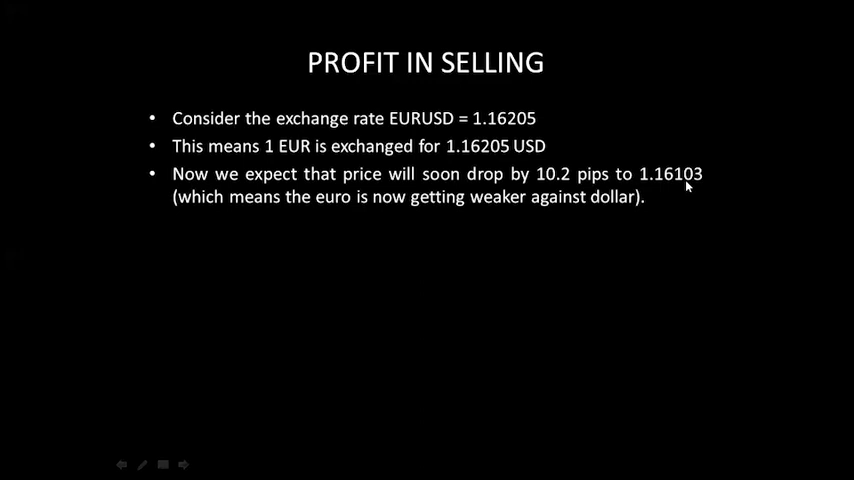 PROFIT IN SELLING
• Consider the exchange rate EURUSD = 1.16205
• This means 1 EUR is exchanged for 1.16205 USD
• Now we expect that price will soon drop by 10.2 pips to 1.16103
(which means the euro is now getting weaker against dollar).